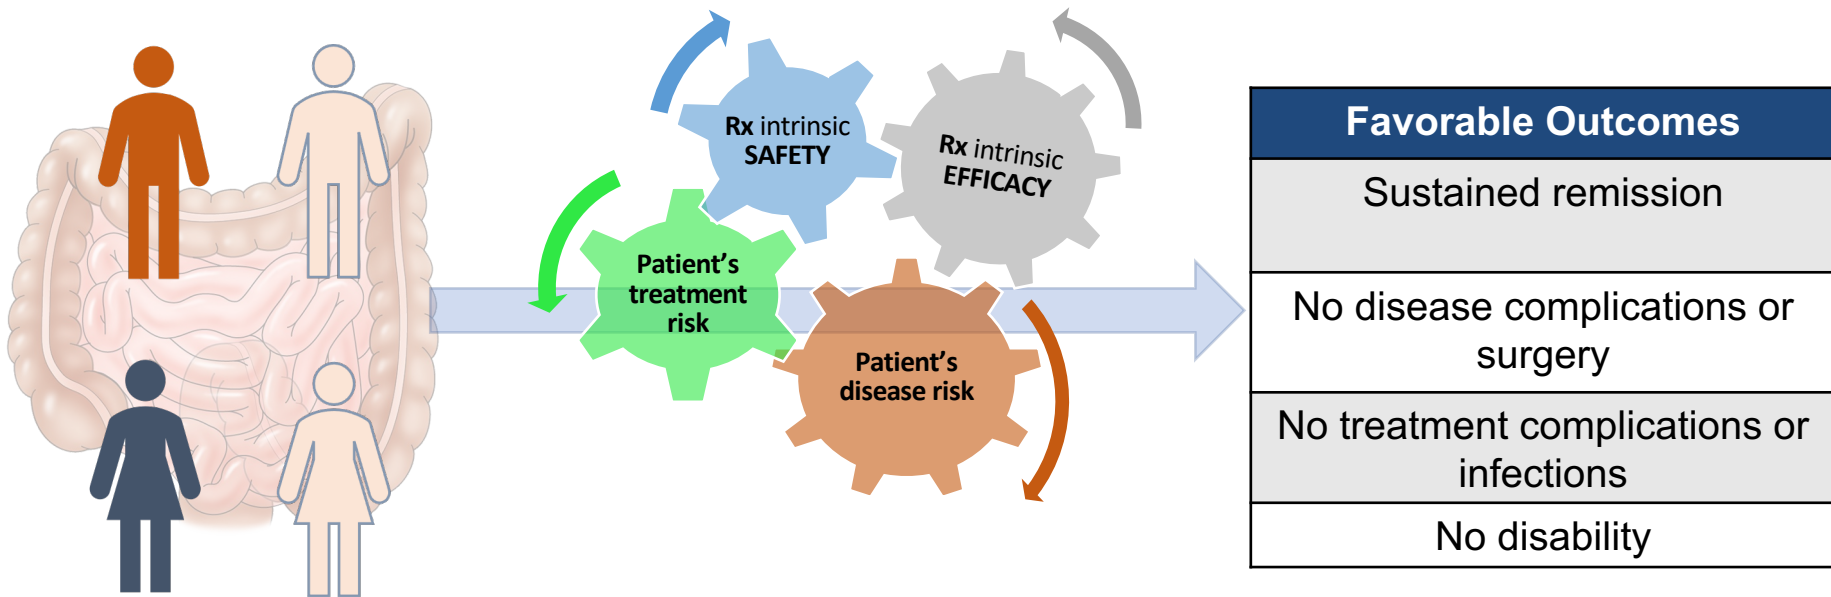 Rx intrinsic
SAFETY
Rx intrinsic
EFFICACY
Patient’s
treatment
risk
Patient’s
disease risk
Favorable Outcomes
Sustained remission
No disease complications or
surgery
No treatment complications or
infections
No disability